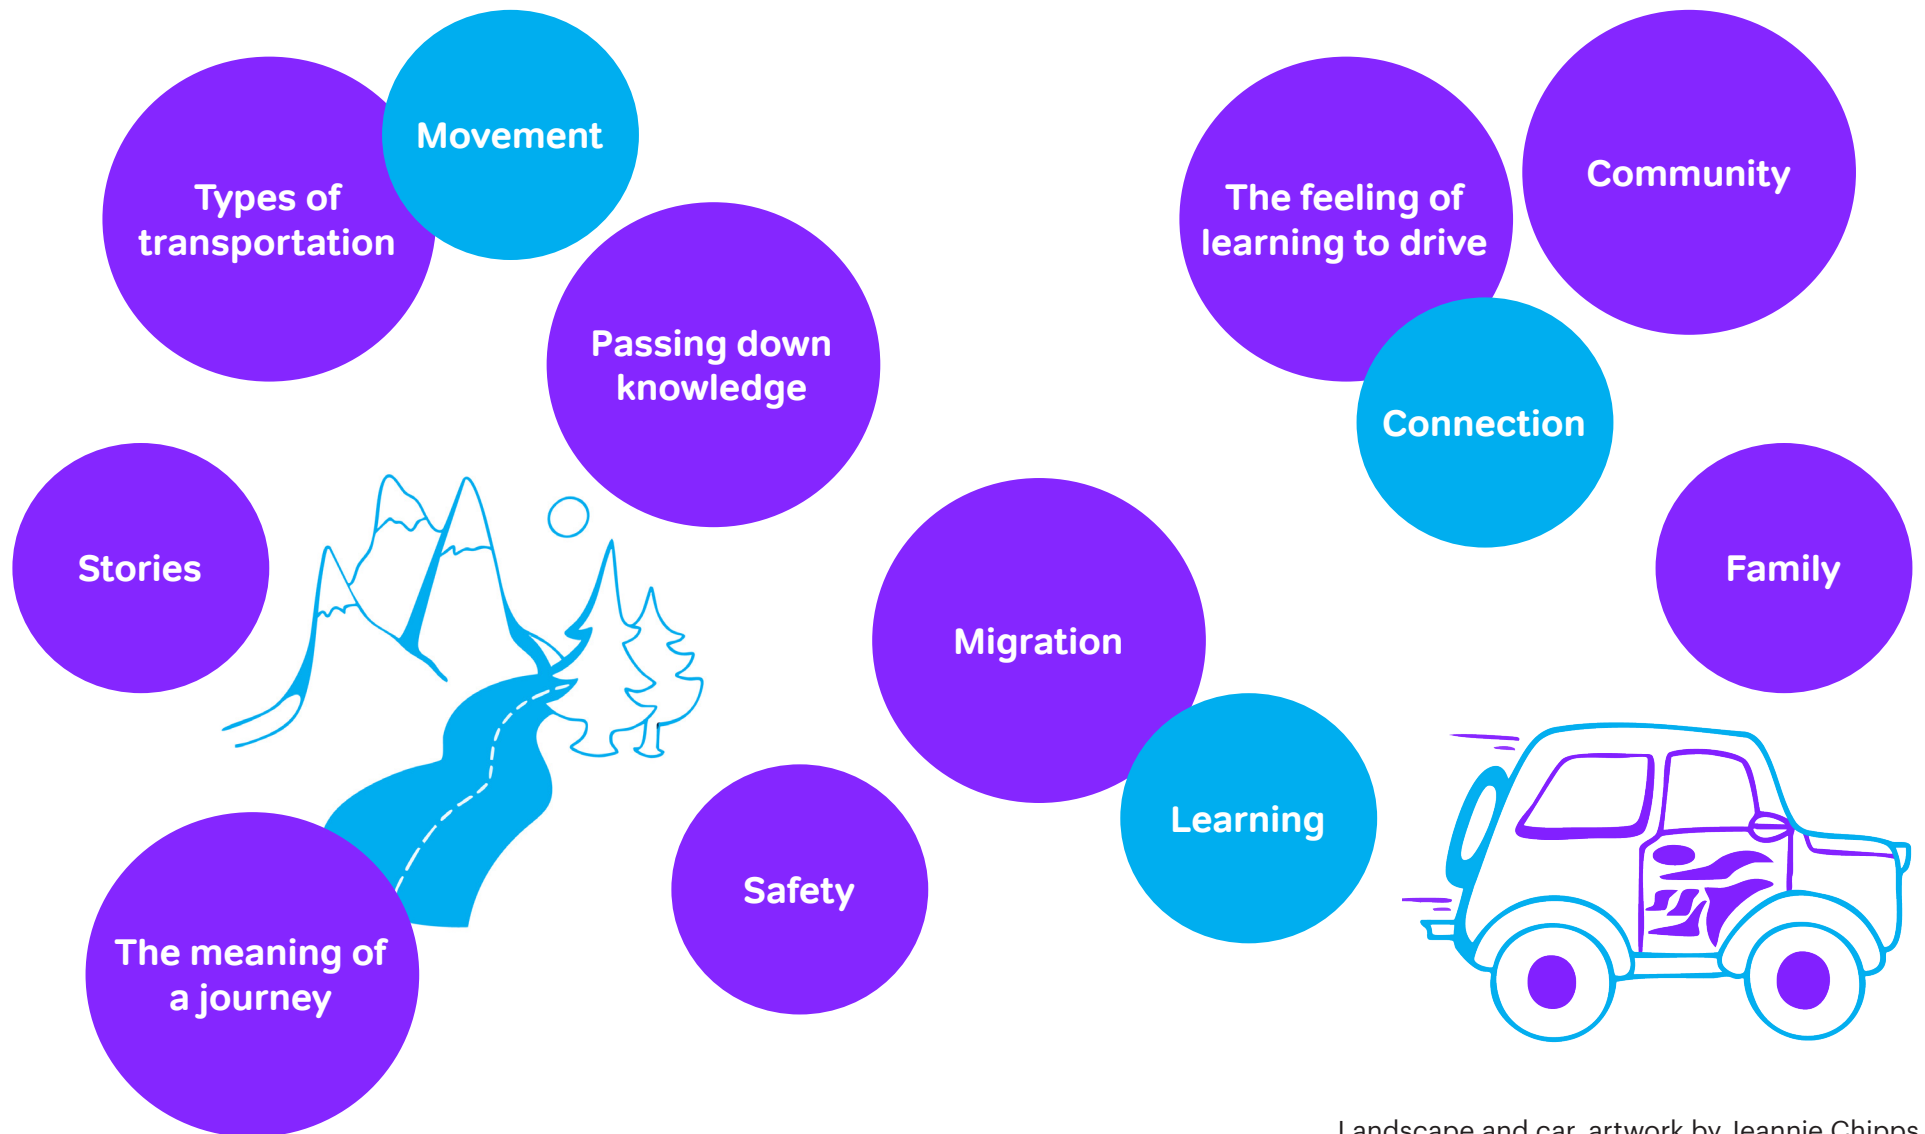 Movement
Types of
transportation
Passing down
knowledge
The feeling of
learning to drive
Community
Connection
Stories
Migration
Family
Learning
Safety
The meaning of
a journey
Landscape and car, artwork by Jeannie Chipps